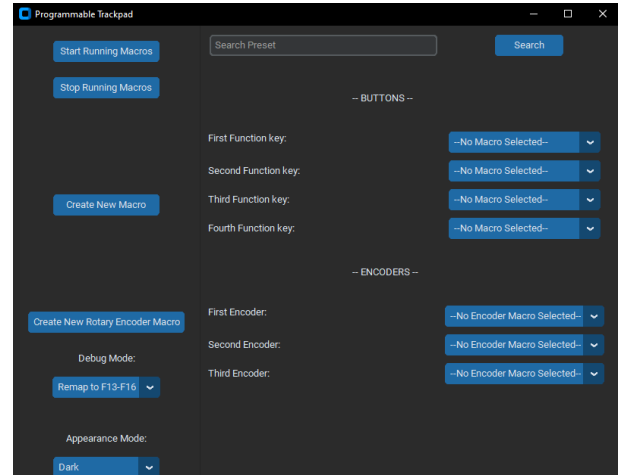 Programmable Trackpad
Start Running Macros
Stop Running Macros
Create New Macro
Create New Rotary Encoder Macro
Debug Mode:
Remap to F13-F16
Appearance Mode:
Dark
Search Preset
Search
-- BUTTONS --
First Function key:
--No Macro Selected--
Second Function key:
--No Macro Selected--
Third Function key:
--No Macro Selected--
Fourth Function key:
--No Macro Selected--
-- ENCODERS --
First Encoder:
--No Encoder Macro Selected--
Second Encoder:
--No Encoder Macro Selected--
Third Encoder:
--No Encoder Macro Selected--